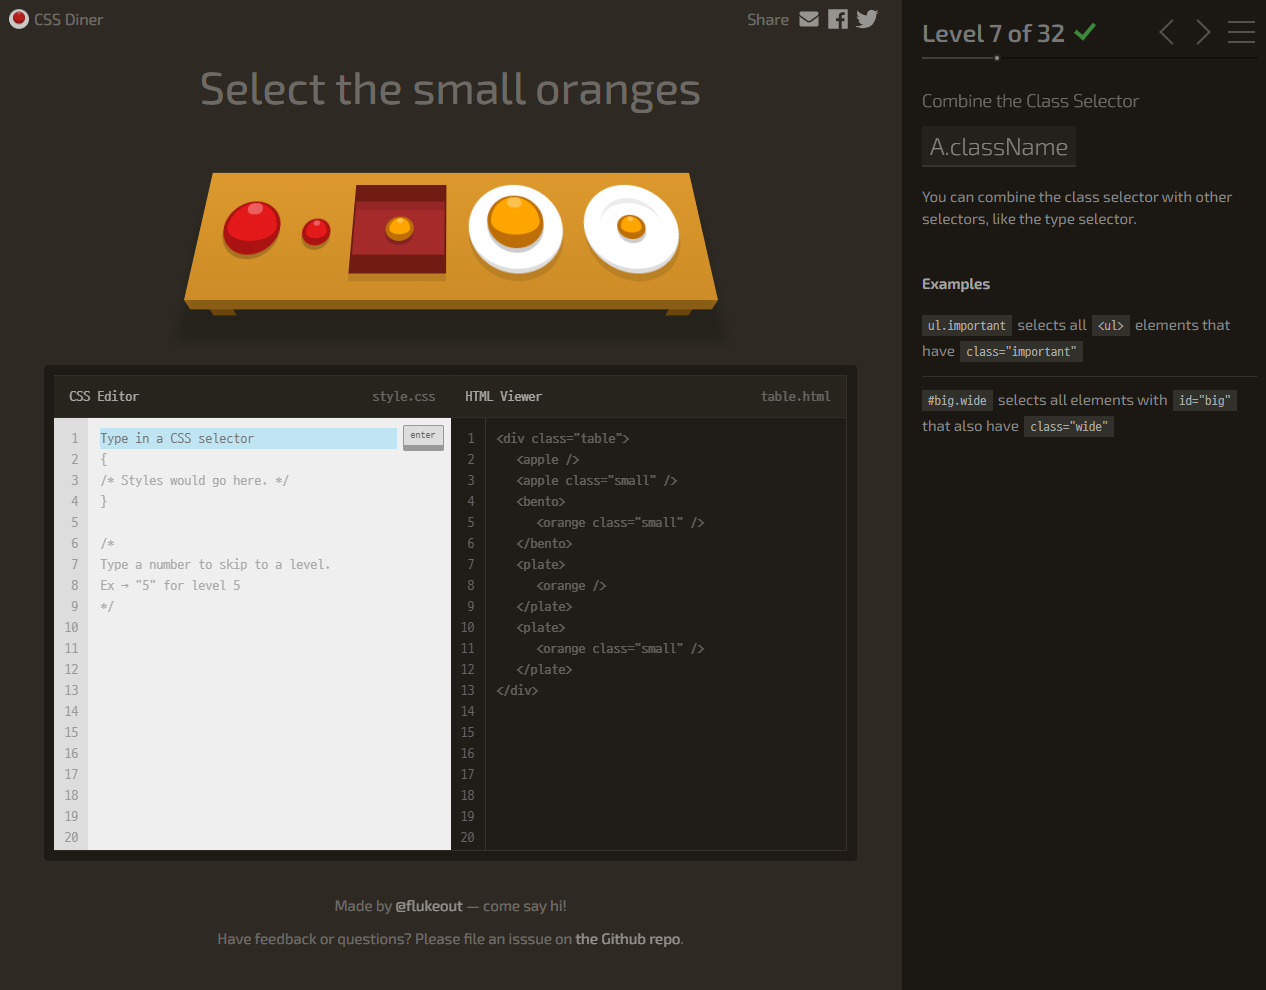 CSS Diner
Share
Select the small oranges
CSS Editor
style.css
HTML Viewer
table.html
1
2
3
4
5
6
7
8
9
10
11
12
13
14
15
16
17
18
19
20
Type in a CSS selector
enter
{
/* Styles would go here. */
}
/*
Type a number to skip to a level.
Ex → "5" for level 5
*/
1
2
3
4
5
6
7
8
9
10
11
12
13
14
15
16
17
18
19
20
<div class="table">
<apple />
<apple class="small" />
<bento>
<orange class="small" />
</bento>
<plate>
<orange />
</plate>
<plate>
<orange class="small" />
</plate>
</div>
Made by @flukeout — come say hi!
Have feedback or questions? Please file an isssue on the Github repo.
Level 7 of 32
Combine the Class Selector
A.className
You can combine the class selector with other
selectors, like the type selector.
Examples
ul.important selects all <ul> elements that
have class="important"
#big.wide selects all elements with id="big"
that also have class="wide"